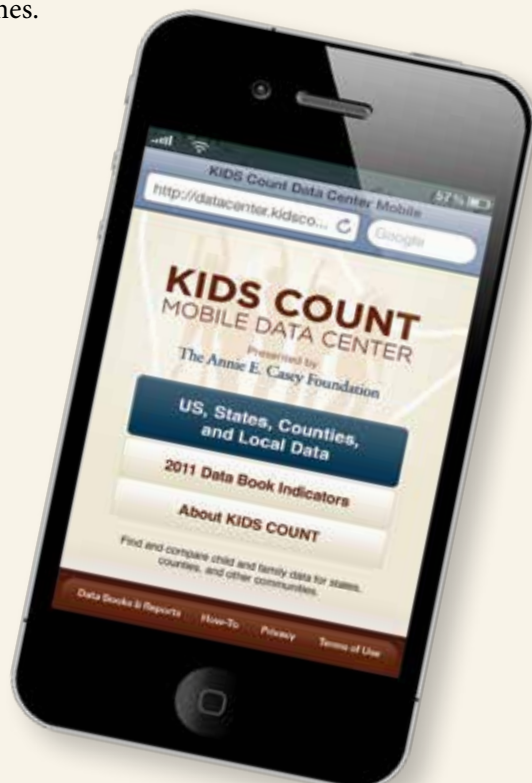 nes.
57%
KIDS Count Data Center Mobile
http://datacenter.kidsco... Google
KIDS COUNT
MOBILE DATA CENTER
Presented by
The Annie E. Casey Foundation
US, States, Counties,
and Local Data
2011 Data Book Indicators
About KIDS COUNT
Find and compare child and family data for states,
counties, and other communities.
Data Books & Reports How-To Privacy Terms of Use